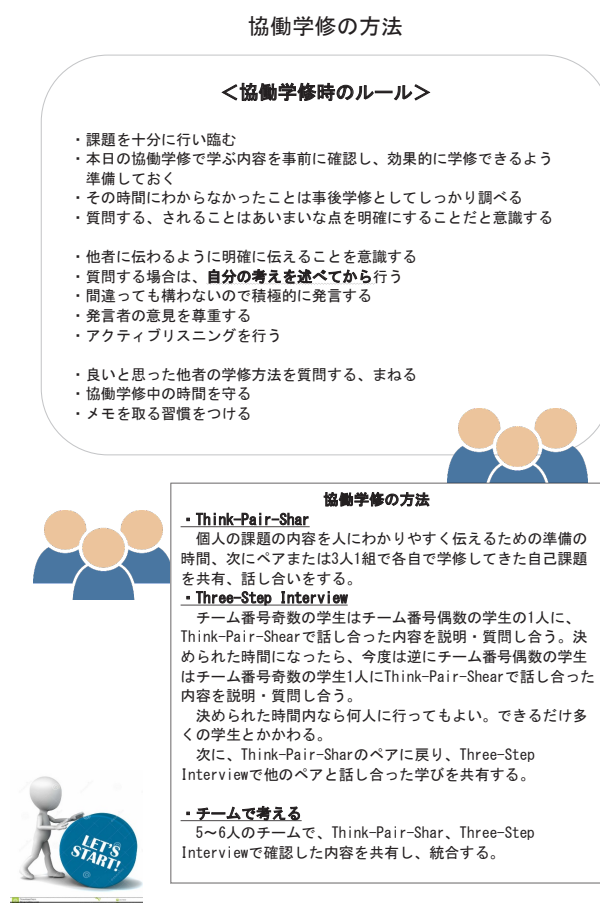 協働学修の方法
＜協働学修時のルール＞
・課題を十分に行い臨む
・本日の協働学修で学ぶ内容を事前に確認し、効果的に学修できるよう
準備しておく
・その時間にわからなかったことは事後学修としてしっかり調べる
・質問する、されることはあいまいな点を明確にすることだと意識する
・他者に伝わるように明確に伝えることを意識する
・質問する場合は、自分の考えを述べてから行う
・間違っても構わないので積極的に発言する
・発言者の意見を尊重する
・アクティブリスニングを行う
・良いと思った他者の学修方法を質問する、まねる
・協働学修中の時間を守る
・メモを取る習慣をつける
協働学修の方法
・Think-Pair-Shar
個人の課題の内容を人にわかりやすく伝えるための準備の
時間、次にペアまたは3人1組で各自で学修してきた自己課題
を共有、話し合いをする。
・Three-Step Interview
チーム番号奇数の学生はチーム番号偶数の学生の1人に、
Think-Pair-Shearで話し合った内容を説明・質問し合う。決
められた時間になったら、今度は逆にチーム番号偶数の学生
はチーム番号奇数の学生1人にThink-Pair-Shearで話し合った
内容を説明・質問し合う。
決められた時間内なら何人に行ってもよい。できるだけ多
くの学生とかかわる。
次に、Think-Pair-Sharのペアに戻り、Three-Step
Interviewで他のペアと話し合った学びを共有する。
・チームで考える
5～6人のチームで、Think-Pair-Shar、Three-Step
Interviewで確認した内容を共有し、統合する。
LET'S
START!